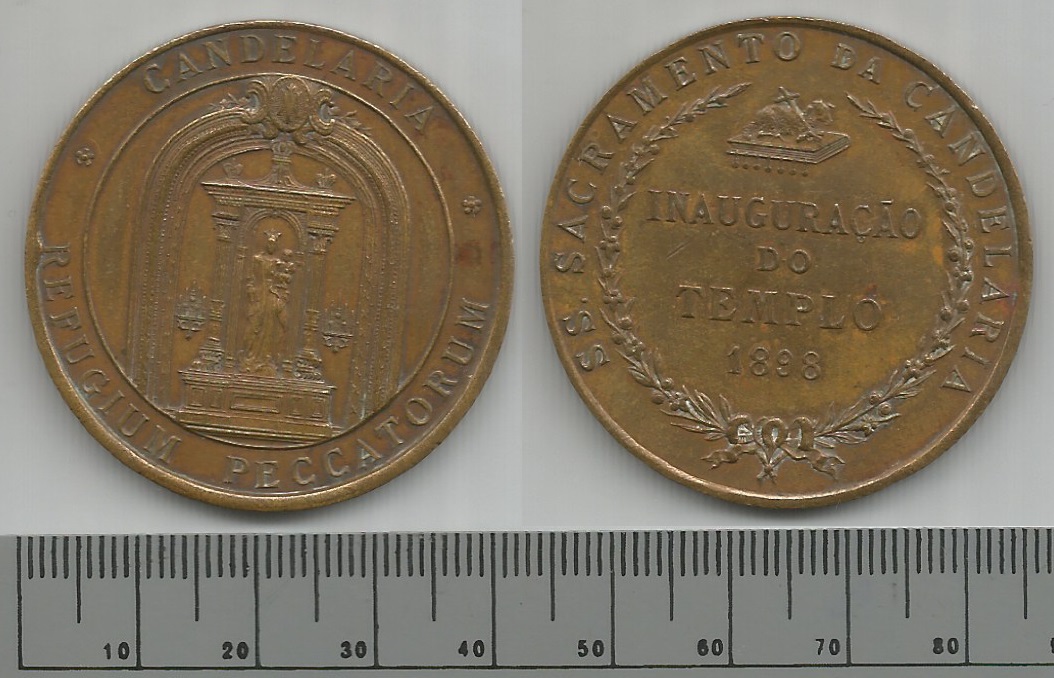 CANDELARIA
REFUGIUM PECCATORUM
SS. SACRAMENTO DA CANDELARIA
INAUGURAÇÃO
DO
TEMPLO
1898
10 20 30 40 50 60 70 80